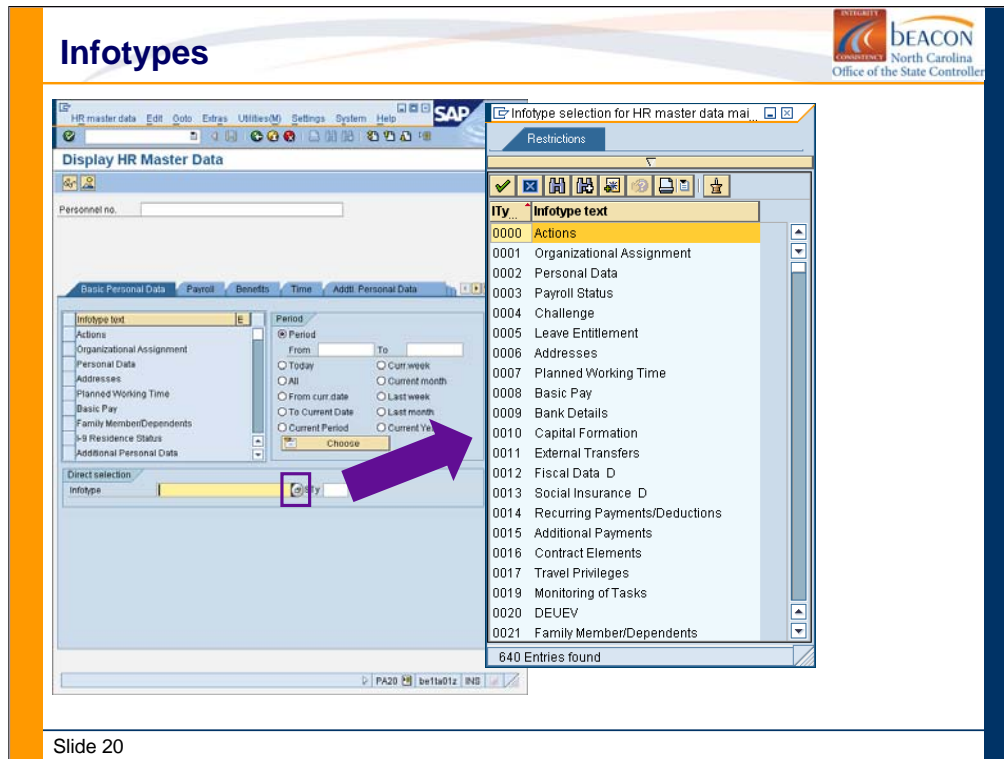 Infotypes
INTEGRITY
CONSISTENCY
BEACON
North Carolina
Office of the State Controller
HR master data Edit Goto Extras Utilities(M) Settings System Help
SAP
Display HR Master Data
Personnel no.
Basic Personal Data Payroll Benefits Time Addtl. Personal Data
Infotype text E
Actions
Organizational Assignment
Personal Data
Addresses
Planned Working Time
Basic Pay
Family Member/Dependents
I-9 Residence Status
Additional Personal Data
Period
Period
From To
Today Curr.week
All Current month
From curr.date Last week
To Current Date Last month
Current Period Current Ye
Choose
Direct selection
Infotype STy
PA20 be1ta01z INS
Infotype selection for HR master data mai...
Restrictions
ITy... Infotype text
0000 Actions
0001 Organizational Assignment
0002 Personal Data
0003 Payroll Status
0004 Challenge
0005 Leave Entitlement
0006 Addresses
0007 Planned Working Time
0008 Basic Pay
0009 Bank Details
0010 Capital Formation
0011 External Transfers
0012 Fiscal Data D
0013 Social Insurance D
0014 Recurring Payments/Deductions
0015 Additional Payments
0016 Contract Elements
0017 Travel Privileges
0019 Monitoring of Tasks
0020 DEUEV
0021 Family Member/Dependents
640 Entries found
Slide 20